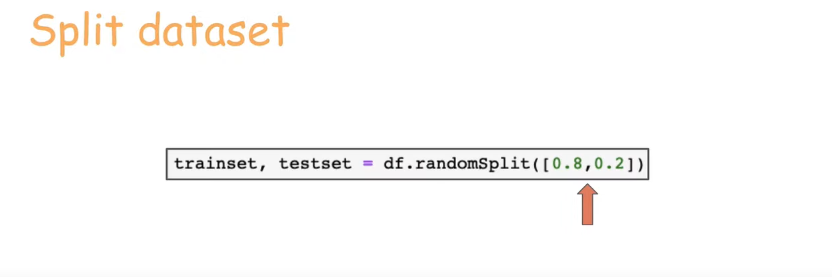 Split dataset
trainset, testset = df.randomSplit([0.8,0.2])